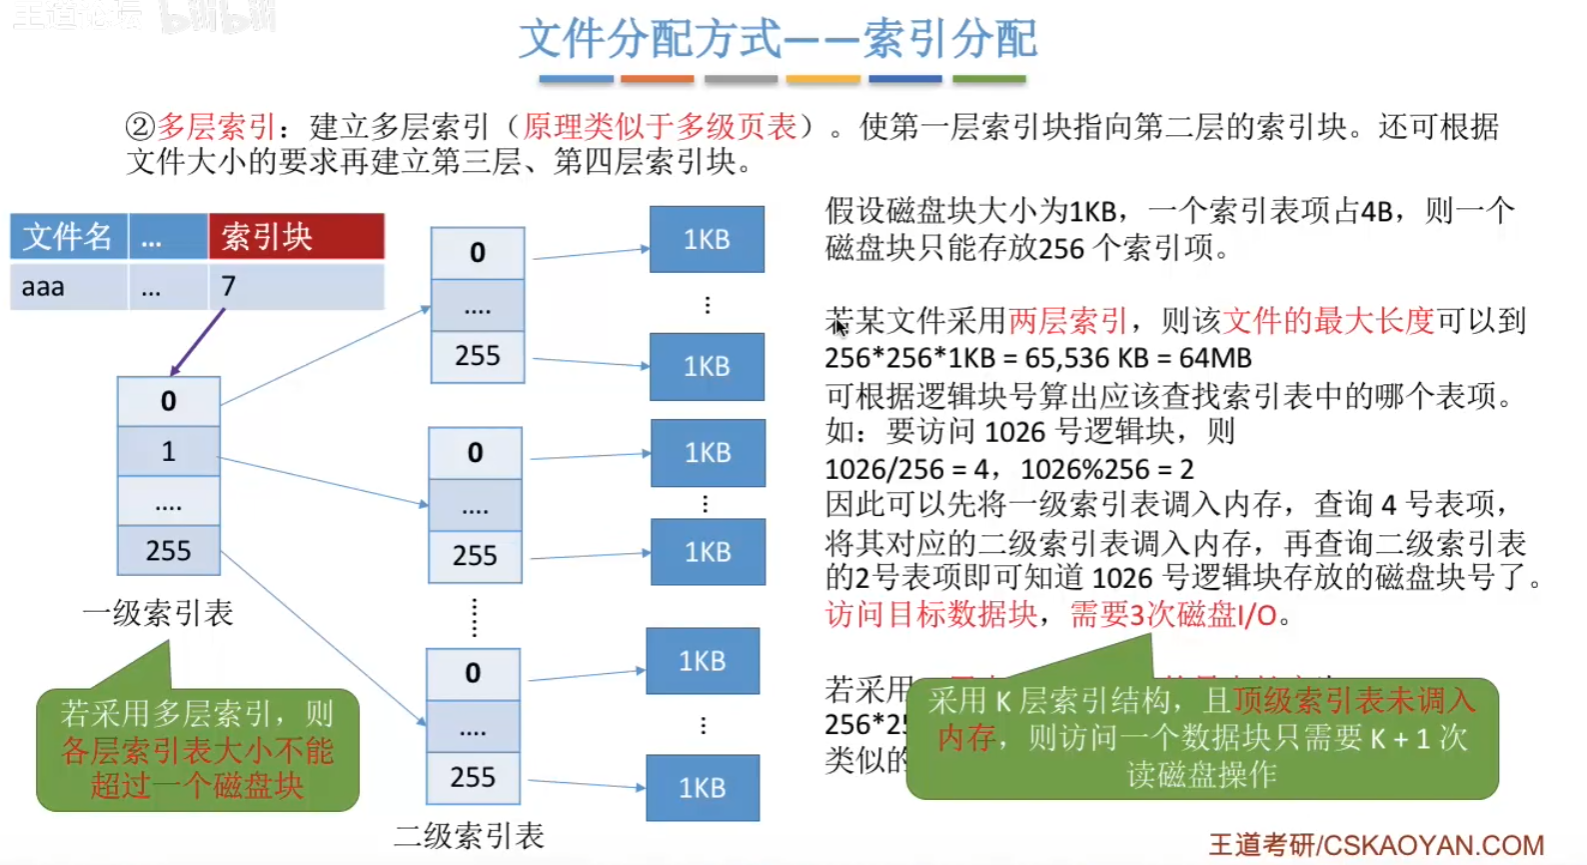 王道论坛 bilibili
文件分配方式——索引分配
②多层索引：建立多层索引（原理类似于多级页表）。使第一层索引块指向第二层的索引块。还可根据
文件大小的要求再建立第三层、第四层索引块。
文件名 ... 索引块
aaa ... 7
0
1
....
255
一级索引表
若采用多层索引，则
各层索引表大小不能
超过一个磁盘块
0
....
255
0
....
255
0
....
255
二级索引表
1KB
1KB
1KB
1KB
1KB
1KB
假设磁盘块大小为1KB，一个索引表项占4B，则一个
磁盘块只能存放256 个索引项。
若某文件采用两层索引，则该文件的最大长度可以到
256*256*1KB = 65,536 KB = 64MB
可根据逻辑块号算出应该查找索引表中的哪个表项。
如：要访问 1026 号逻辑块，则
1026/256 = 4，1026%256 = 2
因此可以先将一级索引表调入内存，查询 4 号表项，
将其对应的二级索引表调入内存，再查询二级索引表
的2号表项即可知道 1026 号逻辑块存放的磁盘块号了。
访问目标数据块，需要3次磁盘I/O。
若采用
256*25
类似的
采用 K 层索引结构，且顶级索引表未调入
内存，则访问一个数据块只需要 K + 1 次
读磁盘操作
王道考研/CSKAOYAN.COM